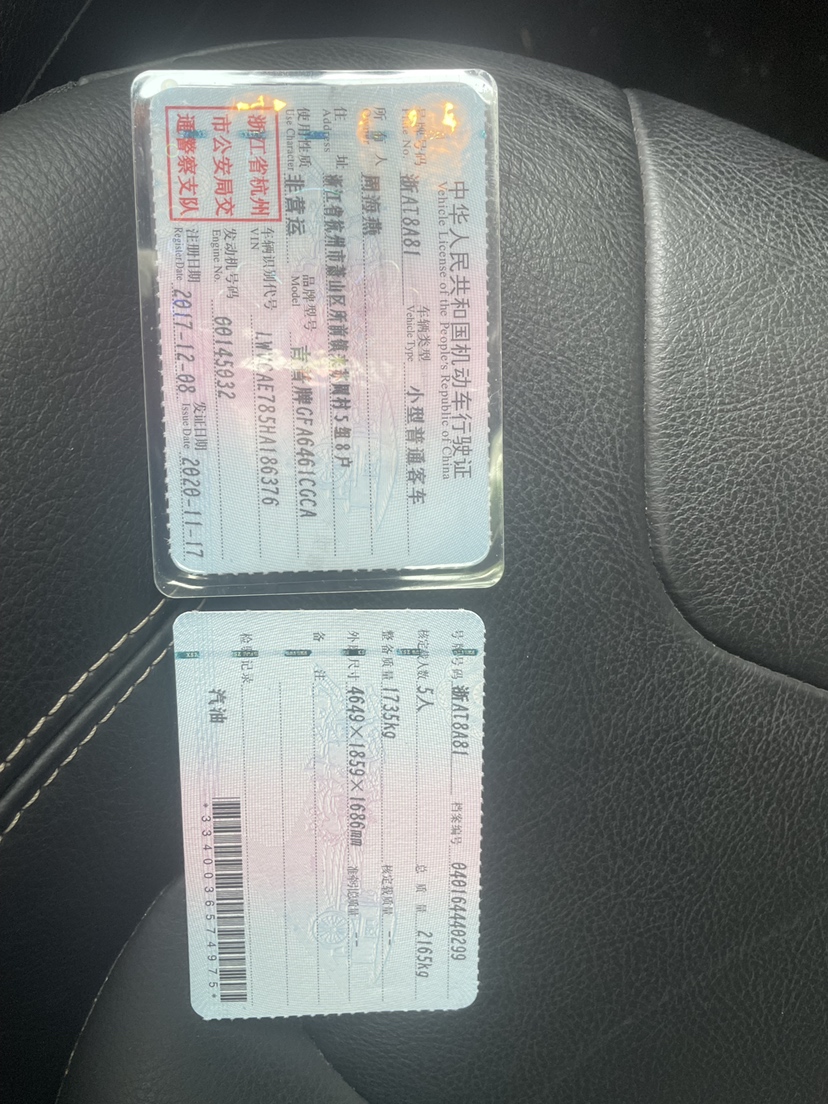 中华人民共和国机动车行驶证
Vehicle License of the People's Republic of China
号牌号码 浙AT8A81 车辆类型 小型普通客车
Plate No. Vehicle Type
所有人 周海燕
Owner
住址 浙江省杭州市萧山区所前镇 村5组8户
Address
使用性质 非营运 品牌型号 吉普牌GFA6461CGCA
Use Character Model
浙江省杭州
市公安局交
通警察支队
车辆识别代号
VIN
发动机号码 00145932
Engine No.
注册日期 2017-12-08 发证日期 2020-11-17
Register Date Issue Date
号牌号码 浙AT8A81 档案编号 040164440299
核定载人数 5人 总质量 2165kg
整备质量 1735kg 核定载质量 --
外廓尺寸 4649×1859×1686mm 准牵引总质量 --
备注
检验记录
汽油
*3340036574975*